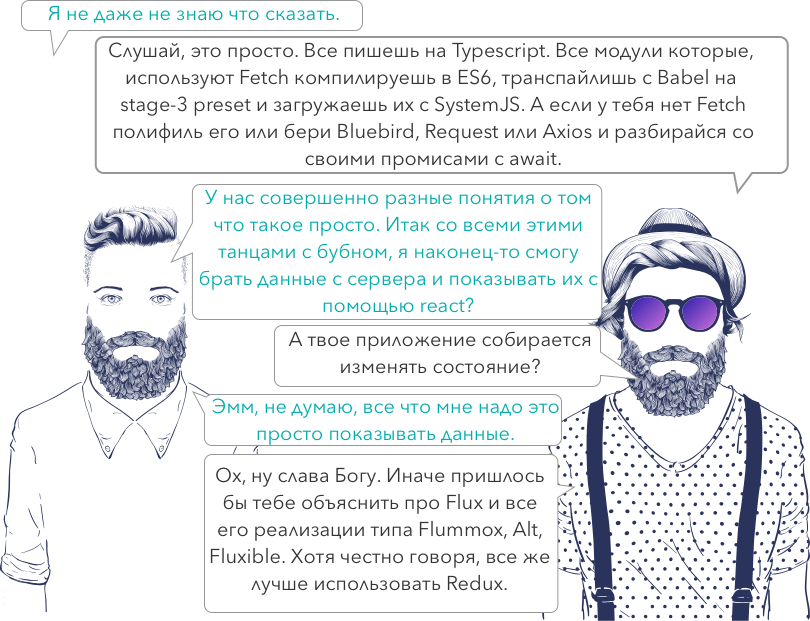 Я не даже не знаю что сказать.
Слушай, это просто. Все пишешь на Typescript. Все модули которые,
используют Fetch компилируешь в ES6, транспайлишь с Babel на
stage-3 preset и загружаешь их с SystemJS. А если у тебя нет Fetch
полифиль его или бери Bluebird, Request или Axios и разбирайся со
своими промисами с await.
У нас совершенно разные понятия о том
что такое просто. Итак со всеми этими
танцами с бубном, я наконец-то смогу
брать данные с сервера и показывать их с
помощью react?
А твое приложение собирается
изменять состояние?
Эмм, не думаю, все что мне надо это
просто показывать данные.
Ох, ну слава Богу. Иначе пришлось
бы тебе объяснить про Flux и все
его реализации типа Flummox, Alt,
Fluxible. Хотя честно говоря, все же
лучше использовать Redux.